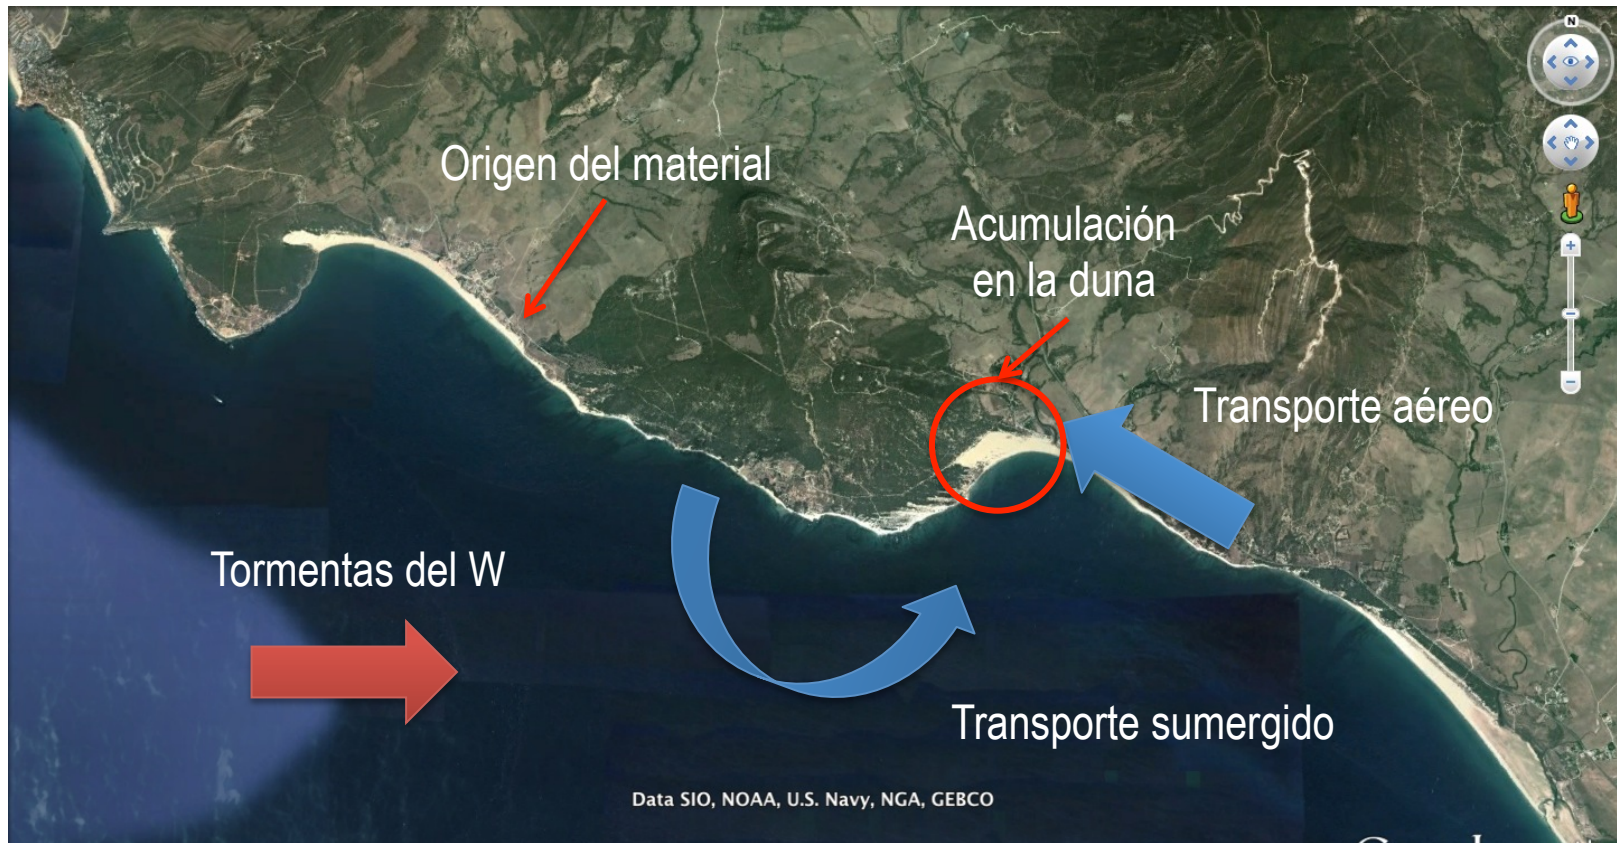 N
Origen del material
Acumulación
en la duna
Transporte aéreo
Tormentas del W
Transporte sumergido
Data SIO, NOAA, U.S. Navy, NGA, GEBCO